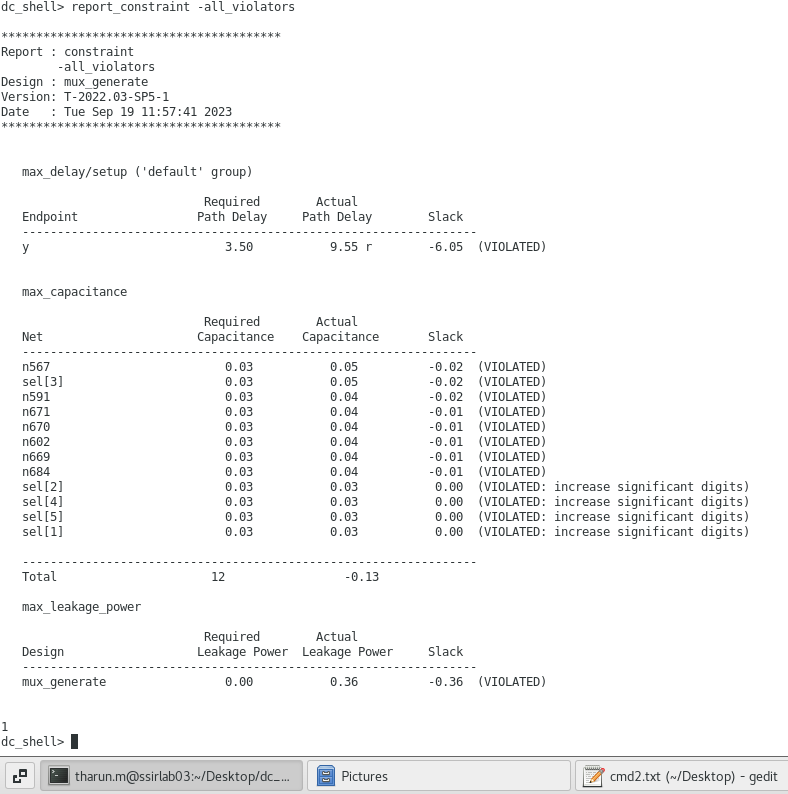 dc_shell> report_constraint -all_violators
****************************************
Report : constraint
        -all_violators
Design : mux_generate
Version: T-2022.03-SP5-1
Date   : Tue Sep 19 11:57:41 2023
****************************************
   max_delay/setup ('default' group)
                          Required        Actual
   Endpoint                 Path Delay     Path Delay        Slack
   -----------------------------------------------------------------
   y                            3.50           9.55 r        -6.05  (VIOLATED)
   max_capacitance
                          Required        Actual
   Net                      Capacitance    Capacitance       Slack
   -----------------------------------------------------------------
   n567                         0.03           0.05          -0.02  (VIOLATED)
   sel[3]                       0.03           0.05          -0.02  (VIOLATED)
   n591                         0.03           0.04          -0.02  (VIOLATED)
   n671                         0.03           0.04          -0.01  (VIOLATED)
   n670                         0.03           0.04          -0.01  (VIOLATED)
   n602                         0.03           0.04          -0.01  (VIOLATED)
   n669                         0.03           0.04          -0.01  (VIOLATED)
   n684                         0.03           0.04          -0.01  (VIOLATED)
   sel[2]                       0.03           0.03           0.00  (VIOLATED: increase significant digits)
   sel[4]                       0.03           0.03           0.00  (VIOLATED: increase significant digits)
   sel[5]                       0.03           0.03           0.00  (VIOLATED: increase significant digits)
   sel[1]                       0.03           0.03           0.00  (VIOLATED: increase significant digits)
   -----------------------------------------------------------------
   Total                      12                 -0.13
   max_leakage_power
                          Required        Actual
   Design                   Leakage Power  Leakage Power     Slack
   -----------------------------------------------------------------
   mux_generate                 0.00           0.36          -0.36  (VIOLATED)
1
dc_shell>
tharun.m@ssirlab03:~/Desktop/dc_... Pictures cmd2.txt (~/Desktop) - gedit